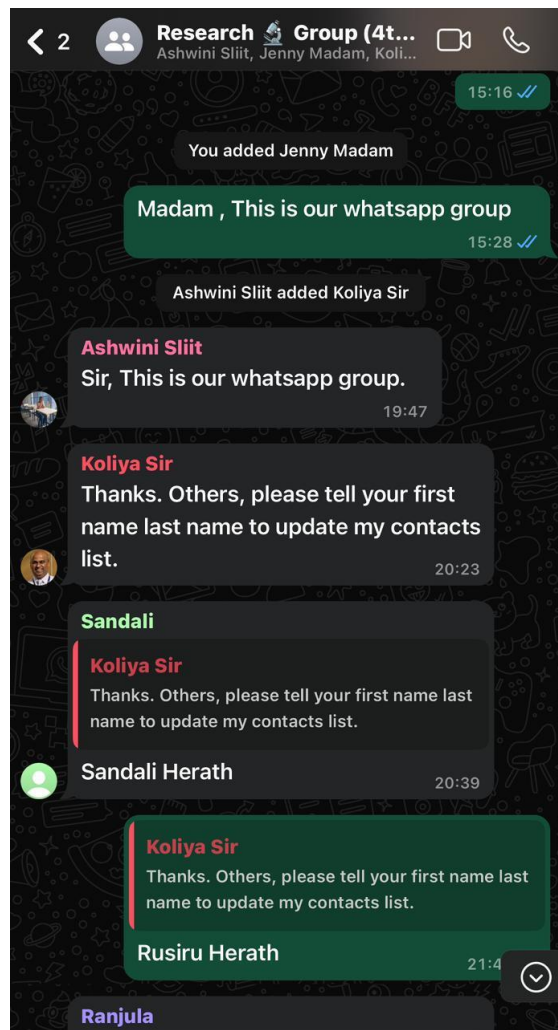 2
Research 🔬 Group (4t...
Ashwini Sliit, Jenny Madam, Koli...
15:16
You added Jenny Madam
Madam , This is our whatsapp group
15:28
Ashwini Sliit added Koliya Sir
Ashwini Sliit
Sir, This is our whatsapp group.
19:47
Koliya Sir
Thanks. Others, please tell your first
name last name to update my contacts
list.
20:23
Sandali
Koliya Sir
Thanks. Others, please tell your first name last
name to update my contacts list.
Sandali Herath
20:39
Koliya Sir
Thanks. Others, please tell your first name last
name to update my contacts list.
Rusiru Herath
21:4
Ranjula